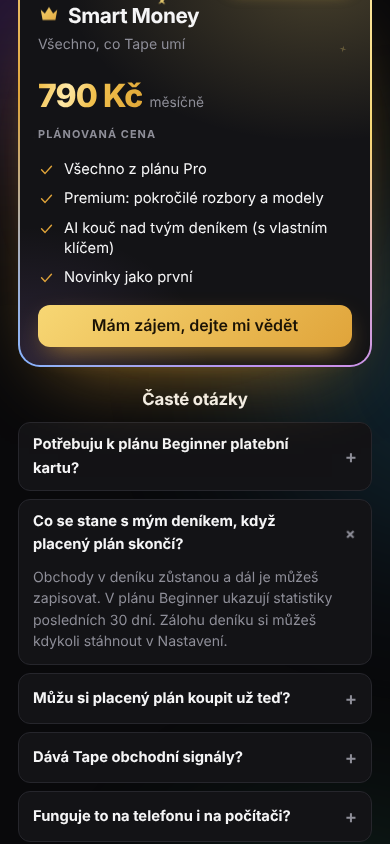 Smart Money
Všechno, co Tape umí
790 Kč měsíčně
PLÁNOVANÁ CENA
Všechno z plánu Pro
Premium: pokročilé rozbory a modely
AI kouč nad tvým deníkem (s vlastním
klíčem)
Novinky jako první
Mám zájem, dejte mi vědět
Časté otázky
Potřebuju k plánu Beginner platební
kartu?
Co se stane s mým deníkem, když
placený plán skončí?
Obchody v deníku zůstanou a dál je můžeš
zapisovat. V plánu Beginner ukazují statistiky
posledních 30 dní. Zálohu deníku si můžeš
kdykoli stáhnout v Nastavení.
Můžu si placený plán koupit už teď?
Dává Tape obchodní signály?
Funguje to na telefonu i na počítači?